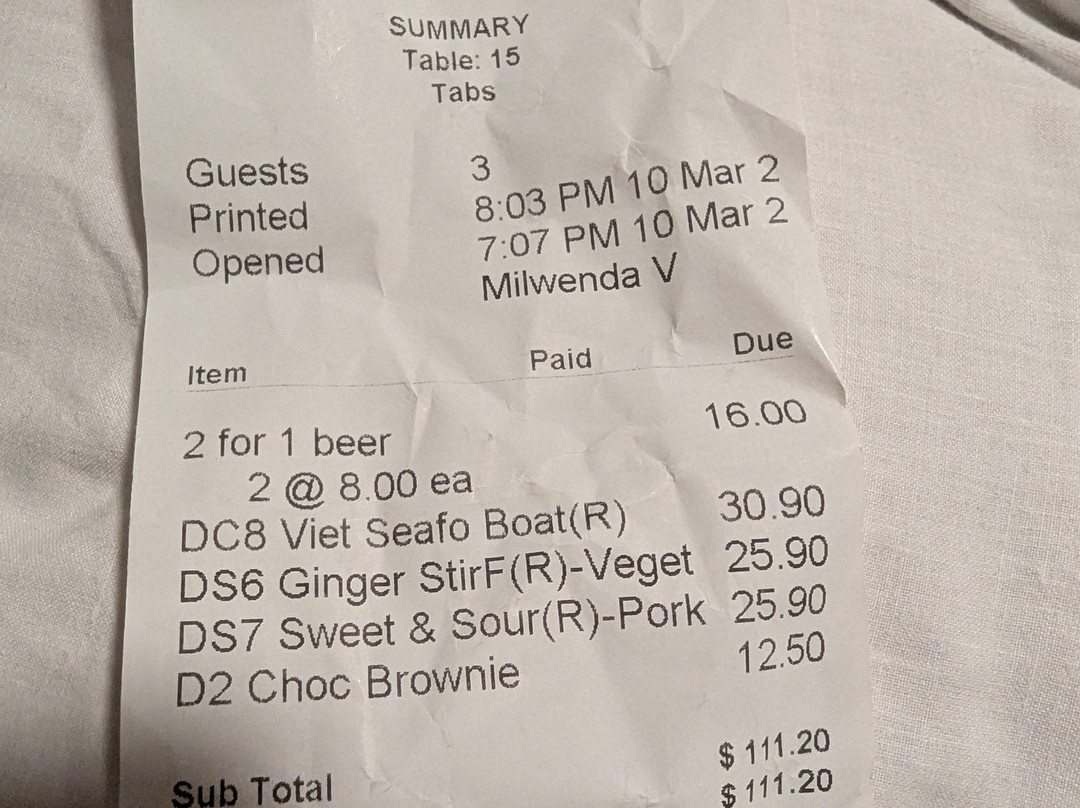 SUMMARY
Table: 15
Tabs
Guests 3
Printed 8:03 PM 10 Mar 2
Opened 7:07 PM 10 Mar 2
Milwenda V
Item Paid Due
2 for 1 beer 16.00
2 @ 8.00 ea
DC8 Viet Seafo Boat(R) 30.90
DS6 Ginger StirF(R)-Veget 25.90
DS7 Sweet & Sour(R)-Pork 25.90
D2 Choc Brownie 12.50
$ 111.20
Sub Total $ 111.20